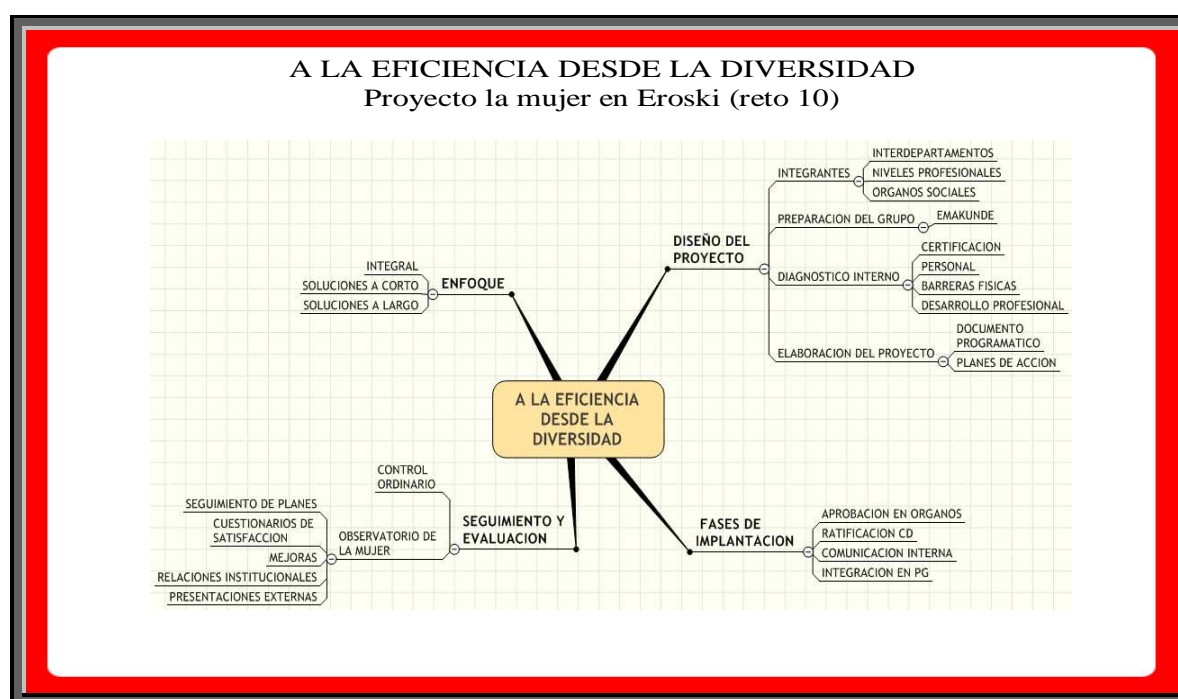 A LA EFICIENCIA DESDE LA DIVERSIDAD
Proyecto la mujer en Eroski (reto 10)
INTERDEPARTAMENTOS
INTEGRANTES
NIVELES PROFESIONALES
ORGANOS SOCIALES
PREPARACION DEL GRUPO
EMAKUNDE
DISEÑO DEL
PROYECTO
CERTIFICACION
PERSONAL
DIAGNOSTICO INTERNO
BARRERAS FISICAS
DESARROLLO PROFESIONAL
DOCUMENTO
PROGRAMATICO
ELABORACION DEL PROYECTO
PLANES DE ACCION
INTEGRAL
SOLUCIONES A CORTO
SOLUCIONES A LARGO
ENFOQUE
A LA EFICIENCIA
DESDE LA
DIVERSIDAD
CONTROL
ORDINARIO
SEGUIMIENTO DE PLANES
CUESTIONARIOS DE
SATISFACCION
MEJORAS
RELACIONES INSTITUCIONALES
PRESENTACIONES EXTERNAS
OBSERVATORIO DE
LA MUJER
SEGUIMIENTO Y
EVALUACION
FASES DE
IMPLANTACION
APROBACION EN ORGANOS
RATIFICACION CD
COMUNICACION INTERNA
INTEGRACION EN PG